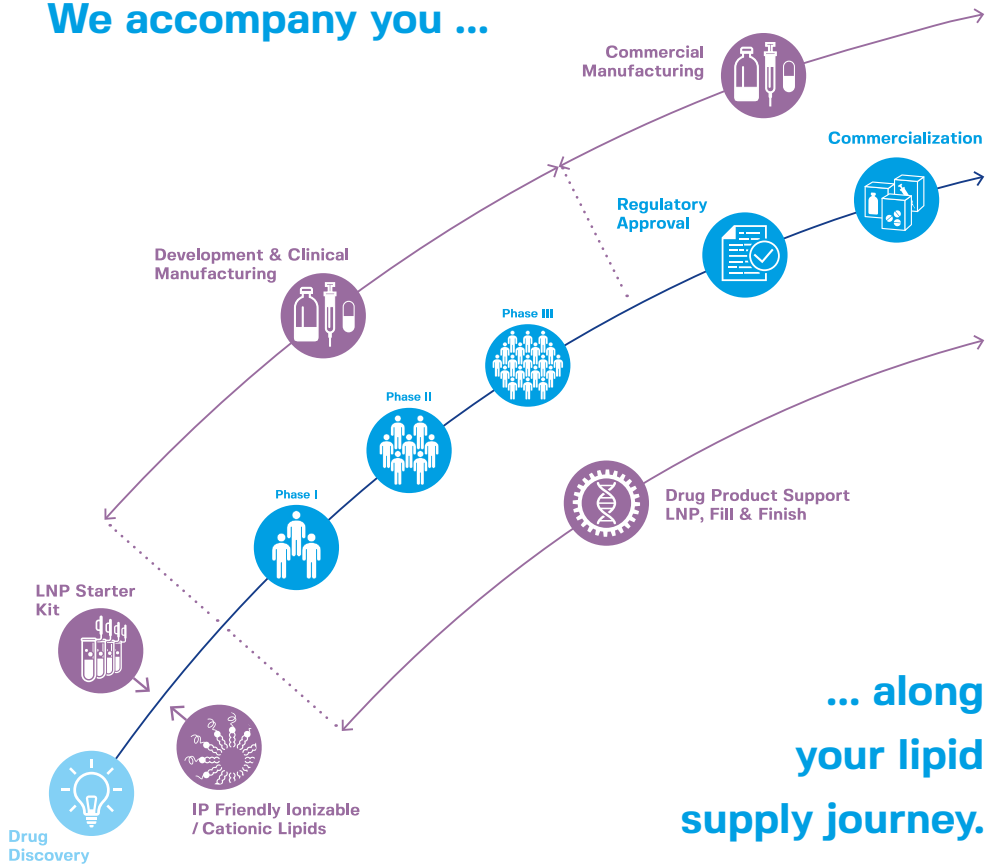 We accompany you ...
Commercial
Manufacturing
Commercialization
Regulatory
Approval
Development & Clinical
Manufacturing
Phase III
Phase II
Phase I
Drug Product Support
LNP, Fill & Finish
LNP Starter
Kit
IP Friendly Ionizable
/ Cationic Lipids
Drug
Discovery
... along
your lipid
supply journey.